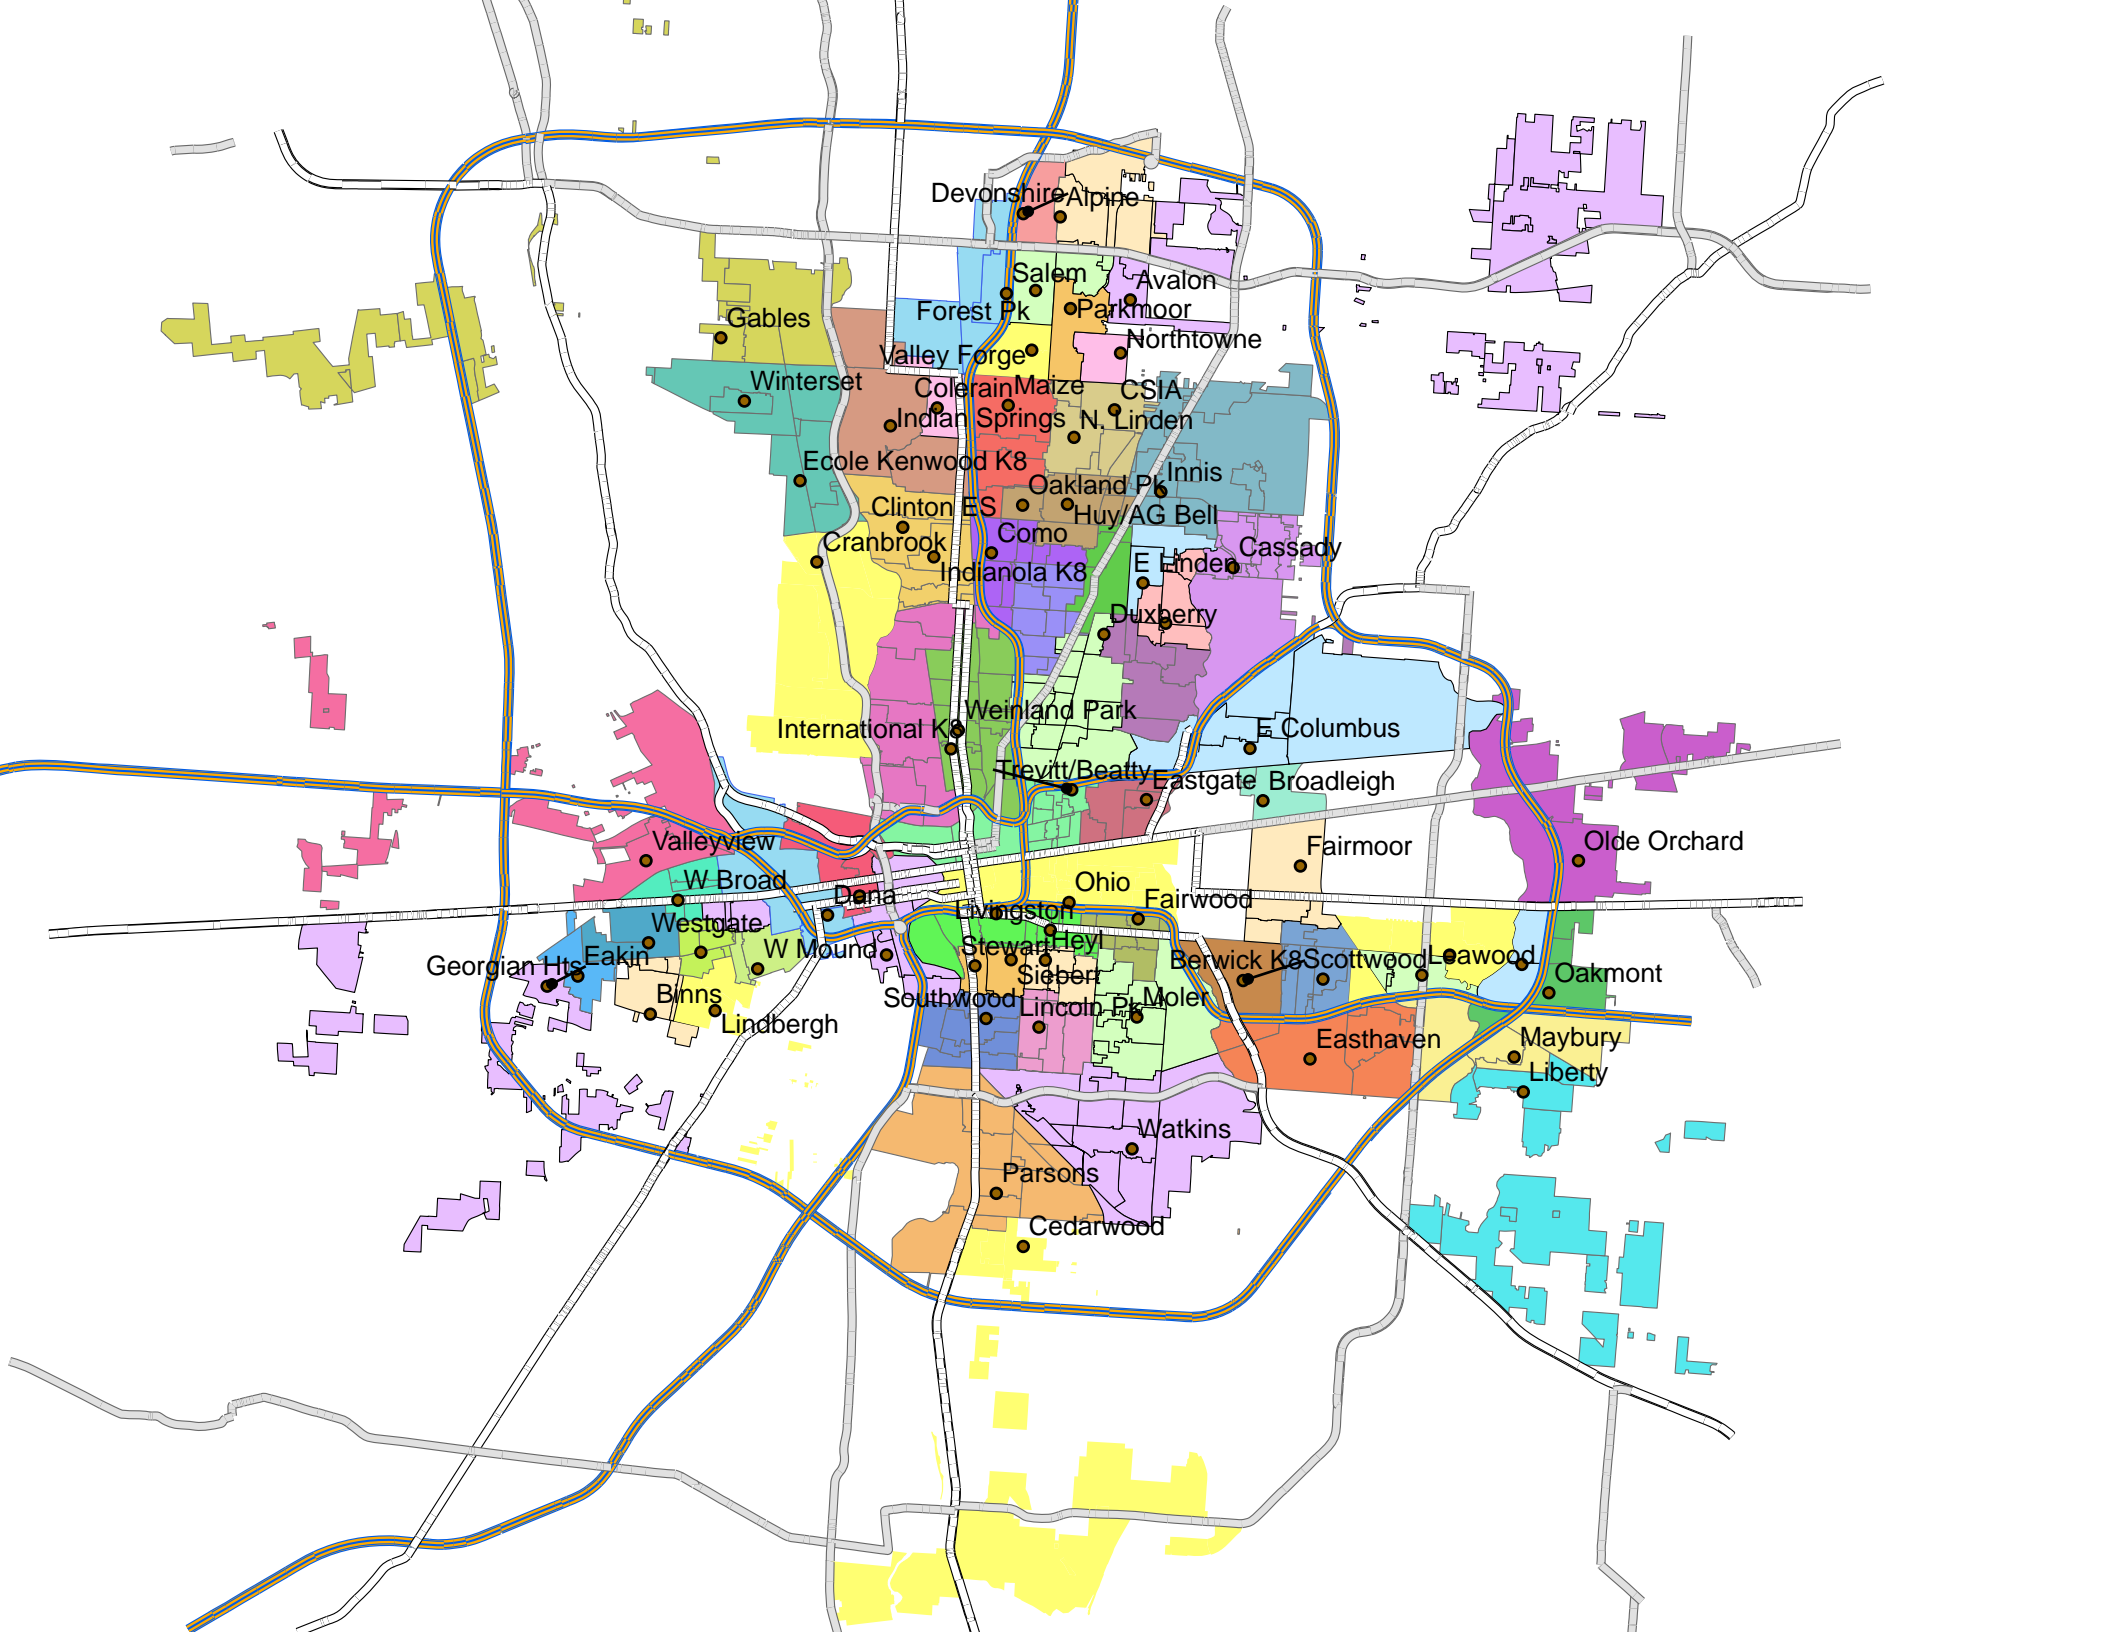 Devonshire
Alpine
Salem
Avalon
Forest Pk
Parkmoor
Gables
Northtowne
Valley Forge
Winterset
Colerain
Maize
CSIA
Indian Springs
N. Linden
Ecole Kenwood K8
Innis
Oakland Pk
Clinton ES
Huy/AG Bell
Como
Cranbrook
Cassady
E Linden
Indianola K8
Duxberry
Weinland Park
International K8
E Columbus
Trevitt/Beatty
Eastgate
Broadleigh
Valleyview
Fairmoor
Olde Orchard
W Broad
Ohio
Dana
Fairwood
Livingston
Westgate
Heyl
W Mound
Stewart
Eakin
Georgian Hts
Berwick K8
Scottwood
Leawood
Siebert
Oakmont
Binns
Southwood
Lincoln Pk
Moler
Lindbergh
Easthaven
Maybury
Liberty
Watkins
Parsons
Cedarwood